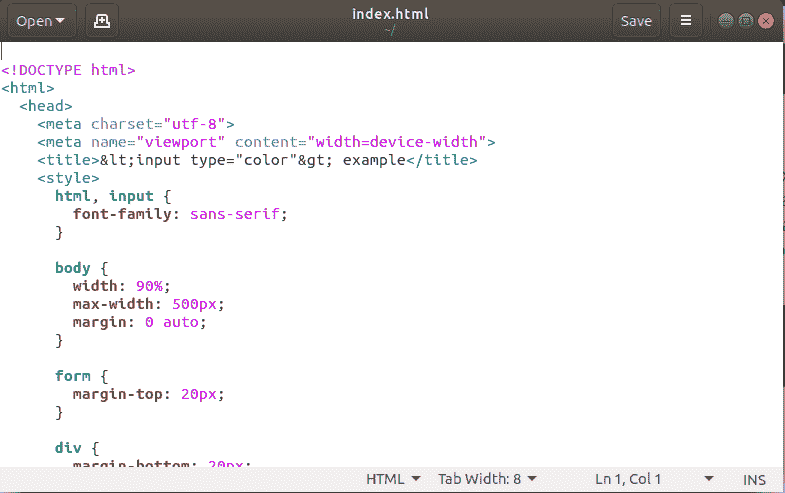 Open
index.html
~/
Save
<!DOCTYPE html>
<html>
  <head>
    <meta charset="utf-8">
    <meta name="viewport" content="width=device-width">
    <title>&lt;input type="color"&gt; example</title>
    <style>
      html, input {
        font-family: sans-serif;
      }

      body {
        width: 90%;
        max-width: 500px;
        margin: 0 auto;
      }

      form {
        margin-top: 20px;
      }

      div {
        margin-bottom: 20px;
HTML Tab Width: 8 Ln 1, Col 1 INS